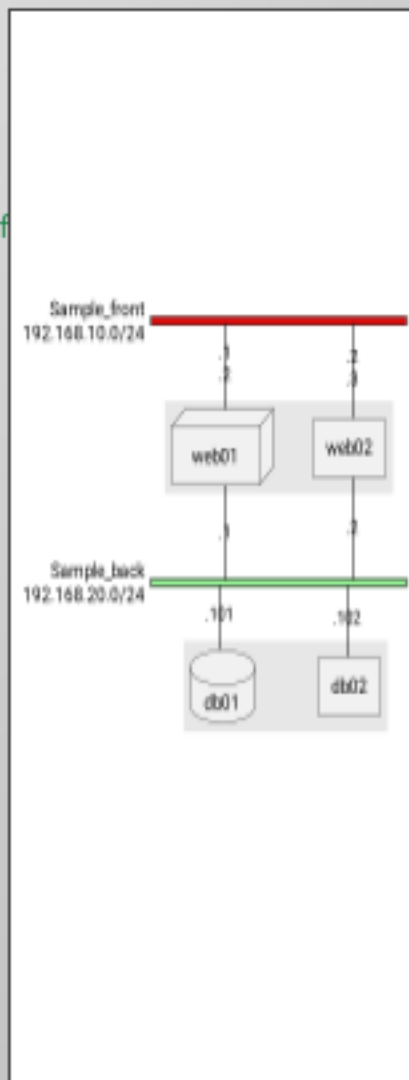 f
Sample_front
192.168.10.0/24
.1
.2
.2
.3
web01
web02
.1
.2
Sample_back
192.168.20.0/24
.101
.102
db01
db02